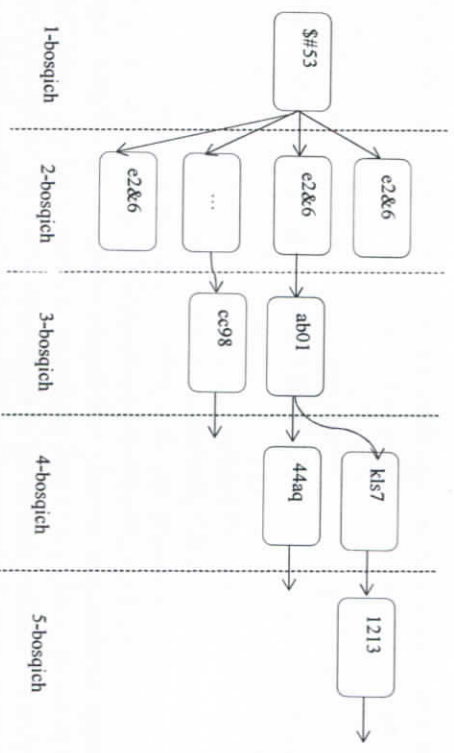 e2&6 kls7 1213
$#53 e2&6 ab01 44aq
... cc98
e2&6
1-bosqich 2-bosqich 3-bosqich 4-bosqich 5-bosqich